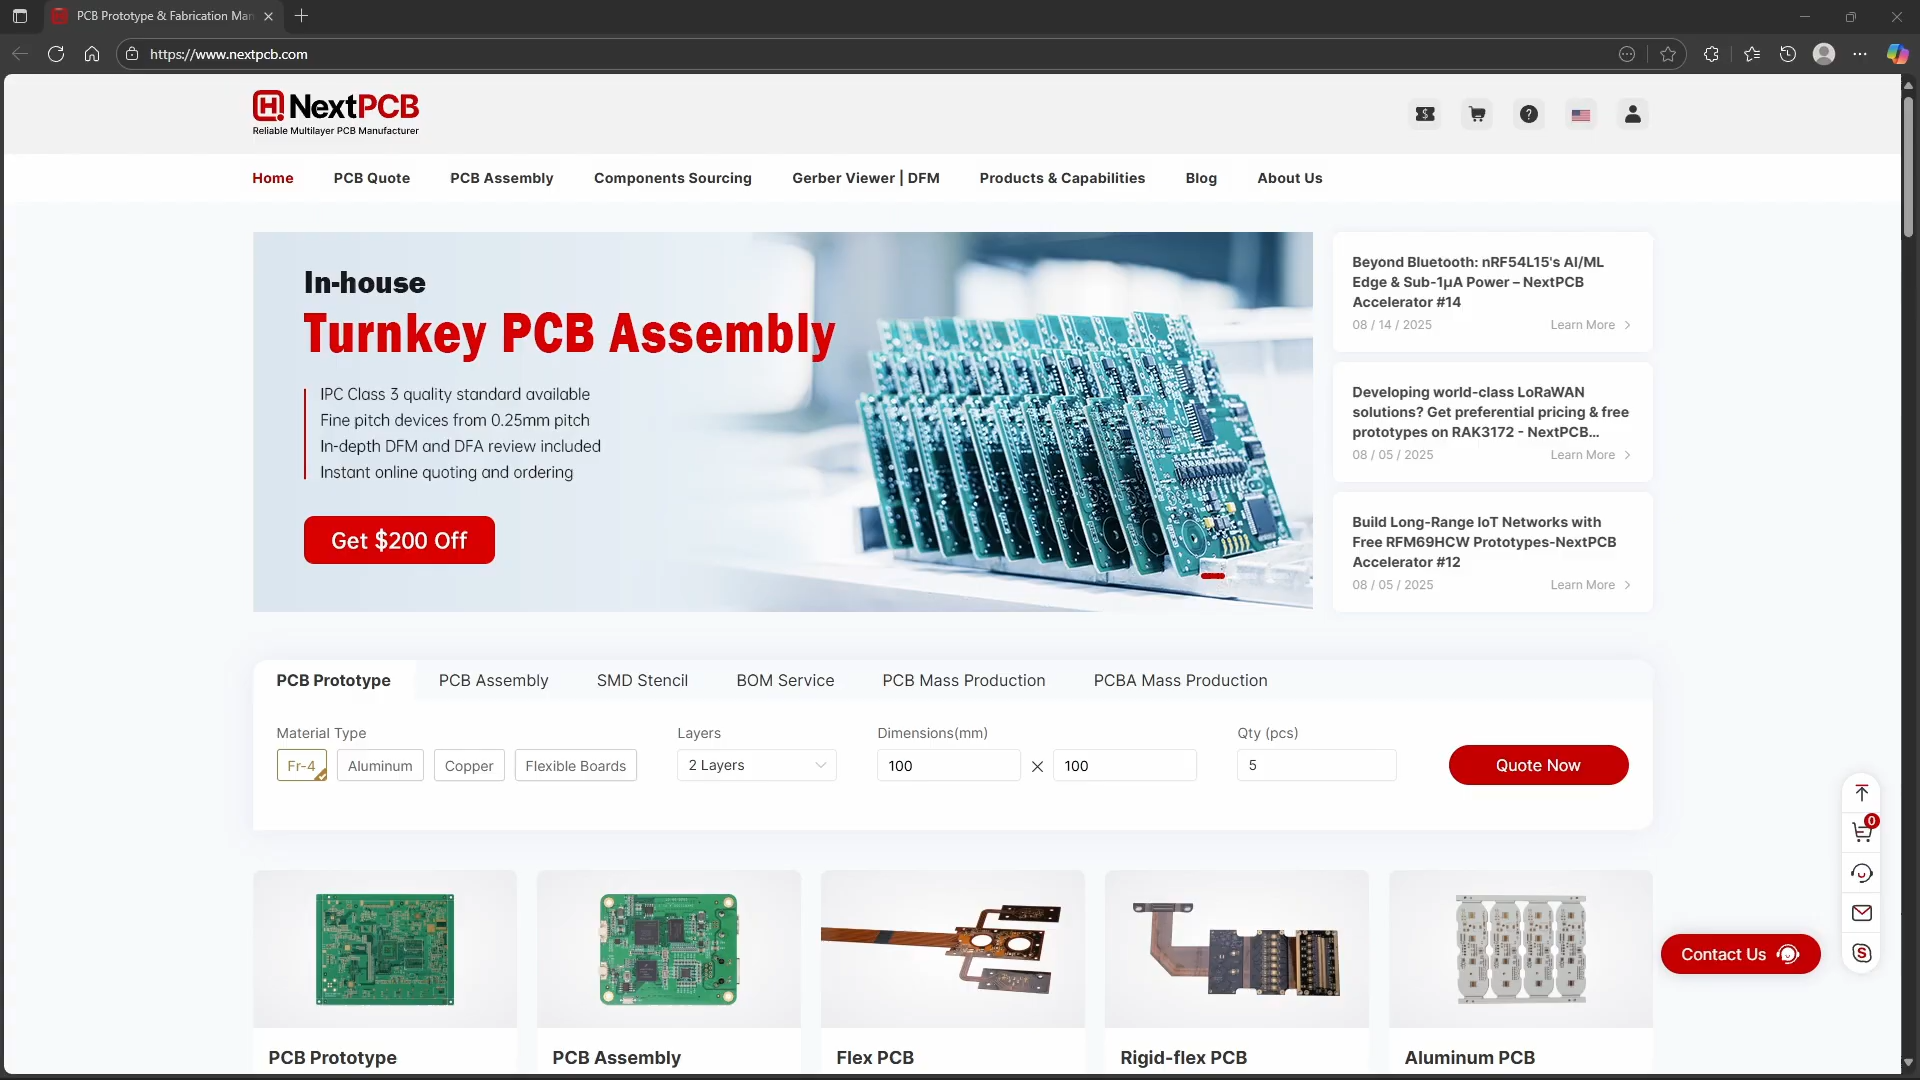 PCB Prototype & Fabrication Man
https://www.nextpcb.com
NextPCB
Reliable Multilayer PCB Manufacturer
Home
PCB Quote
PCB Assembly
Components Sourcing
Gerber Viewer | DFM
Products & Capabilities
Blog
About Us
In-house
Turnkey PCB Assembly
IPC Class 3 quality standard available
Fine pitch devices from 0.25mm pitch
In-depth DFM and DFA review included
Instant online quoting and ordering
Get $200 Off
Beyond Bluetooth: nRF54L15's AI/ML
Edge & Sub-1µA Power – NextPCB
Accelerator #14
08 / 14 / 2025
Learn More
Developing world-class LoRaWAN
solutions? Get preferential pricing & free
prototypes on RAK3172 - NextPCB...
08 / 05 / 2025
Learn More
Build Long-Range IoT Networks with
Free RFM69HCW Prototypes-NextPCB
Accelerator #12
08 / 05 / 2025
Learn More
PCB Prototype
PCB Assembly
SMD Stencil
BOM Service
PCB Mass Production
PCBA Mass Production
Material Type
Layers
Dimensions(mm)
Qty (pcs)
Fr-4
Aluminum
Copper
Flexible Boards
2 Layers
100
100
5
Quote Now
0
Contact Us
PCB Prototype
PCB Assembly
Flex PCB
Rigid-flex PCB
Aluminum PCB